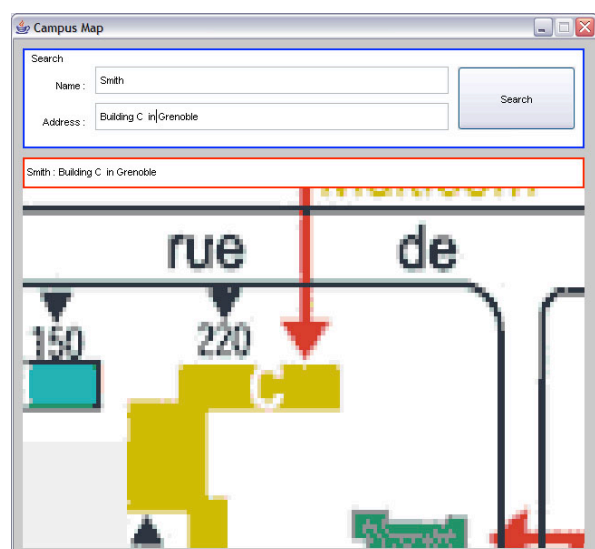 Campus Map
Search
Name :
Smith
Search
Address :
Building C in Grenoble
Smith : Building C in Grenoble
rue de
150
220
C